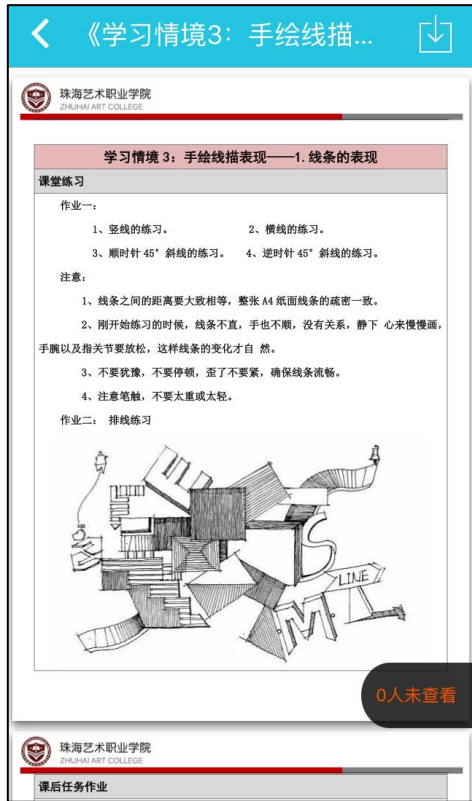 《学习情境3：手绘线描...
珠海艺术职业学院
ZHUHAI ART COLLEGE
学习情境 3：手绘线描表现——1.线条的表现
课堂练习
作业一：
1、竖线的练习。 2、横线的练习。
3、顺时针 45° 斜线的练习。 4、逆时针 45° 斜线的练习。
注意：
1、线条之间的距离要大致相等，整张 A4 纸面线条的疏密一致。
2、刚开始练习的时候，线条不直，手也不顺，没有关系，静下 心来慢慢画，
手腕以及指关节要放松，这样线条的变化才自 然。
3、不要犹豫，不要停顿，歪了不要紧，确保线条流畅。
4、注意笔触，不要太重或太轻。
作业二： 排线练习
S
LINE
M
0人未查看
珠海艺术职业学院
ZHUHAI ART COLLEGE
课后任务作业